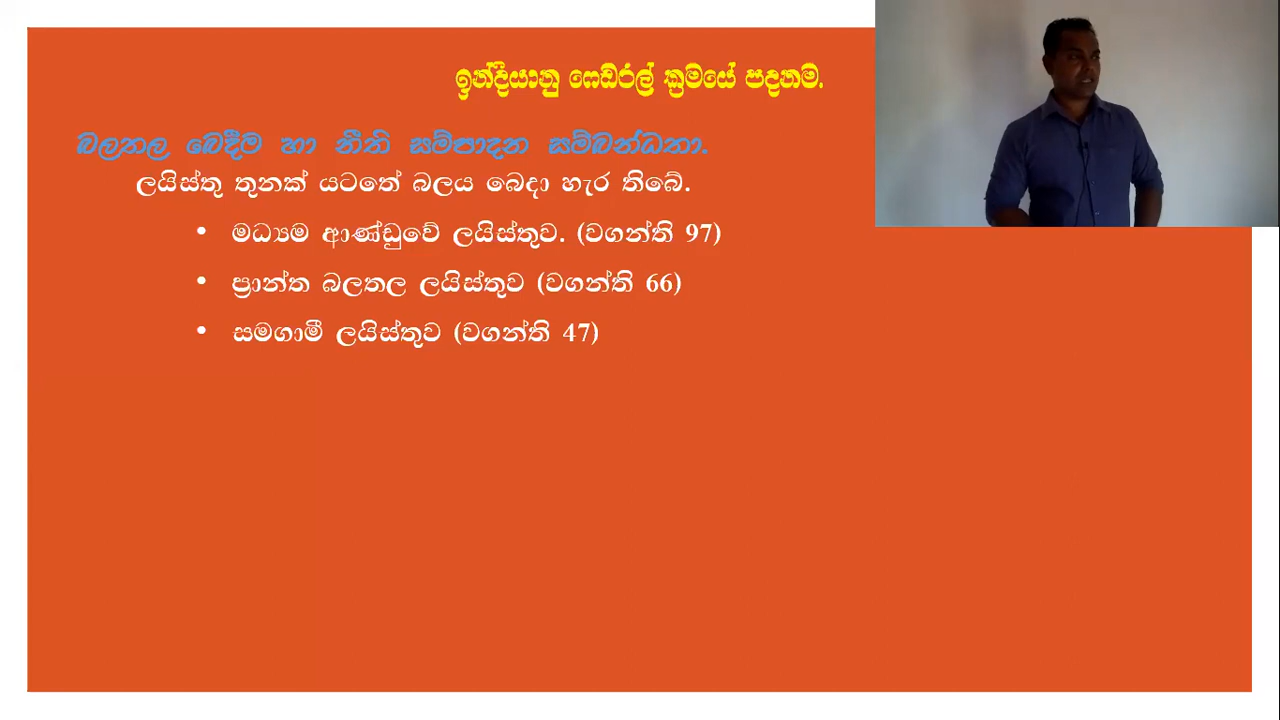 ඉන්දියානු ෆෙඩරල් ක්‍රමයේ පදනම.
බලතල බෙදීම හා නීති සම්පාදන සම්බන්ධතා.
ලයිස්තු තුනක් යටතේ බලය බෙදා හැර තිබේ.
• මධ්‍යම ආණ්ඩුවේ ලයිස්තුව. (වගන්ති 97)
• ප්‍රාන්ත බලතල ලයිස්තුව (වගන්ති 66)
• සමගාමී ලයිස්තුව (වගන්ති 47)